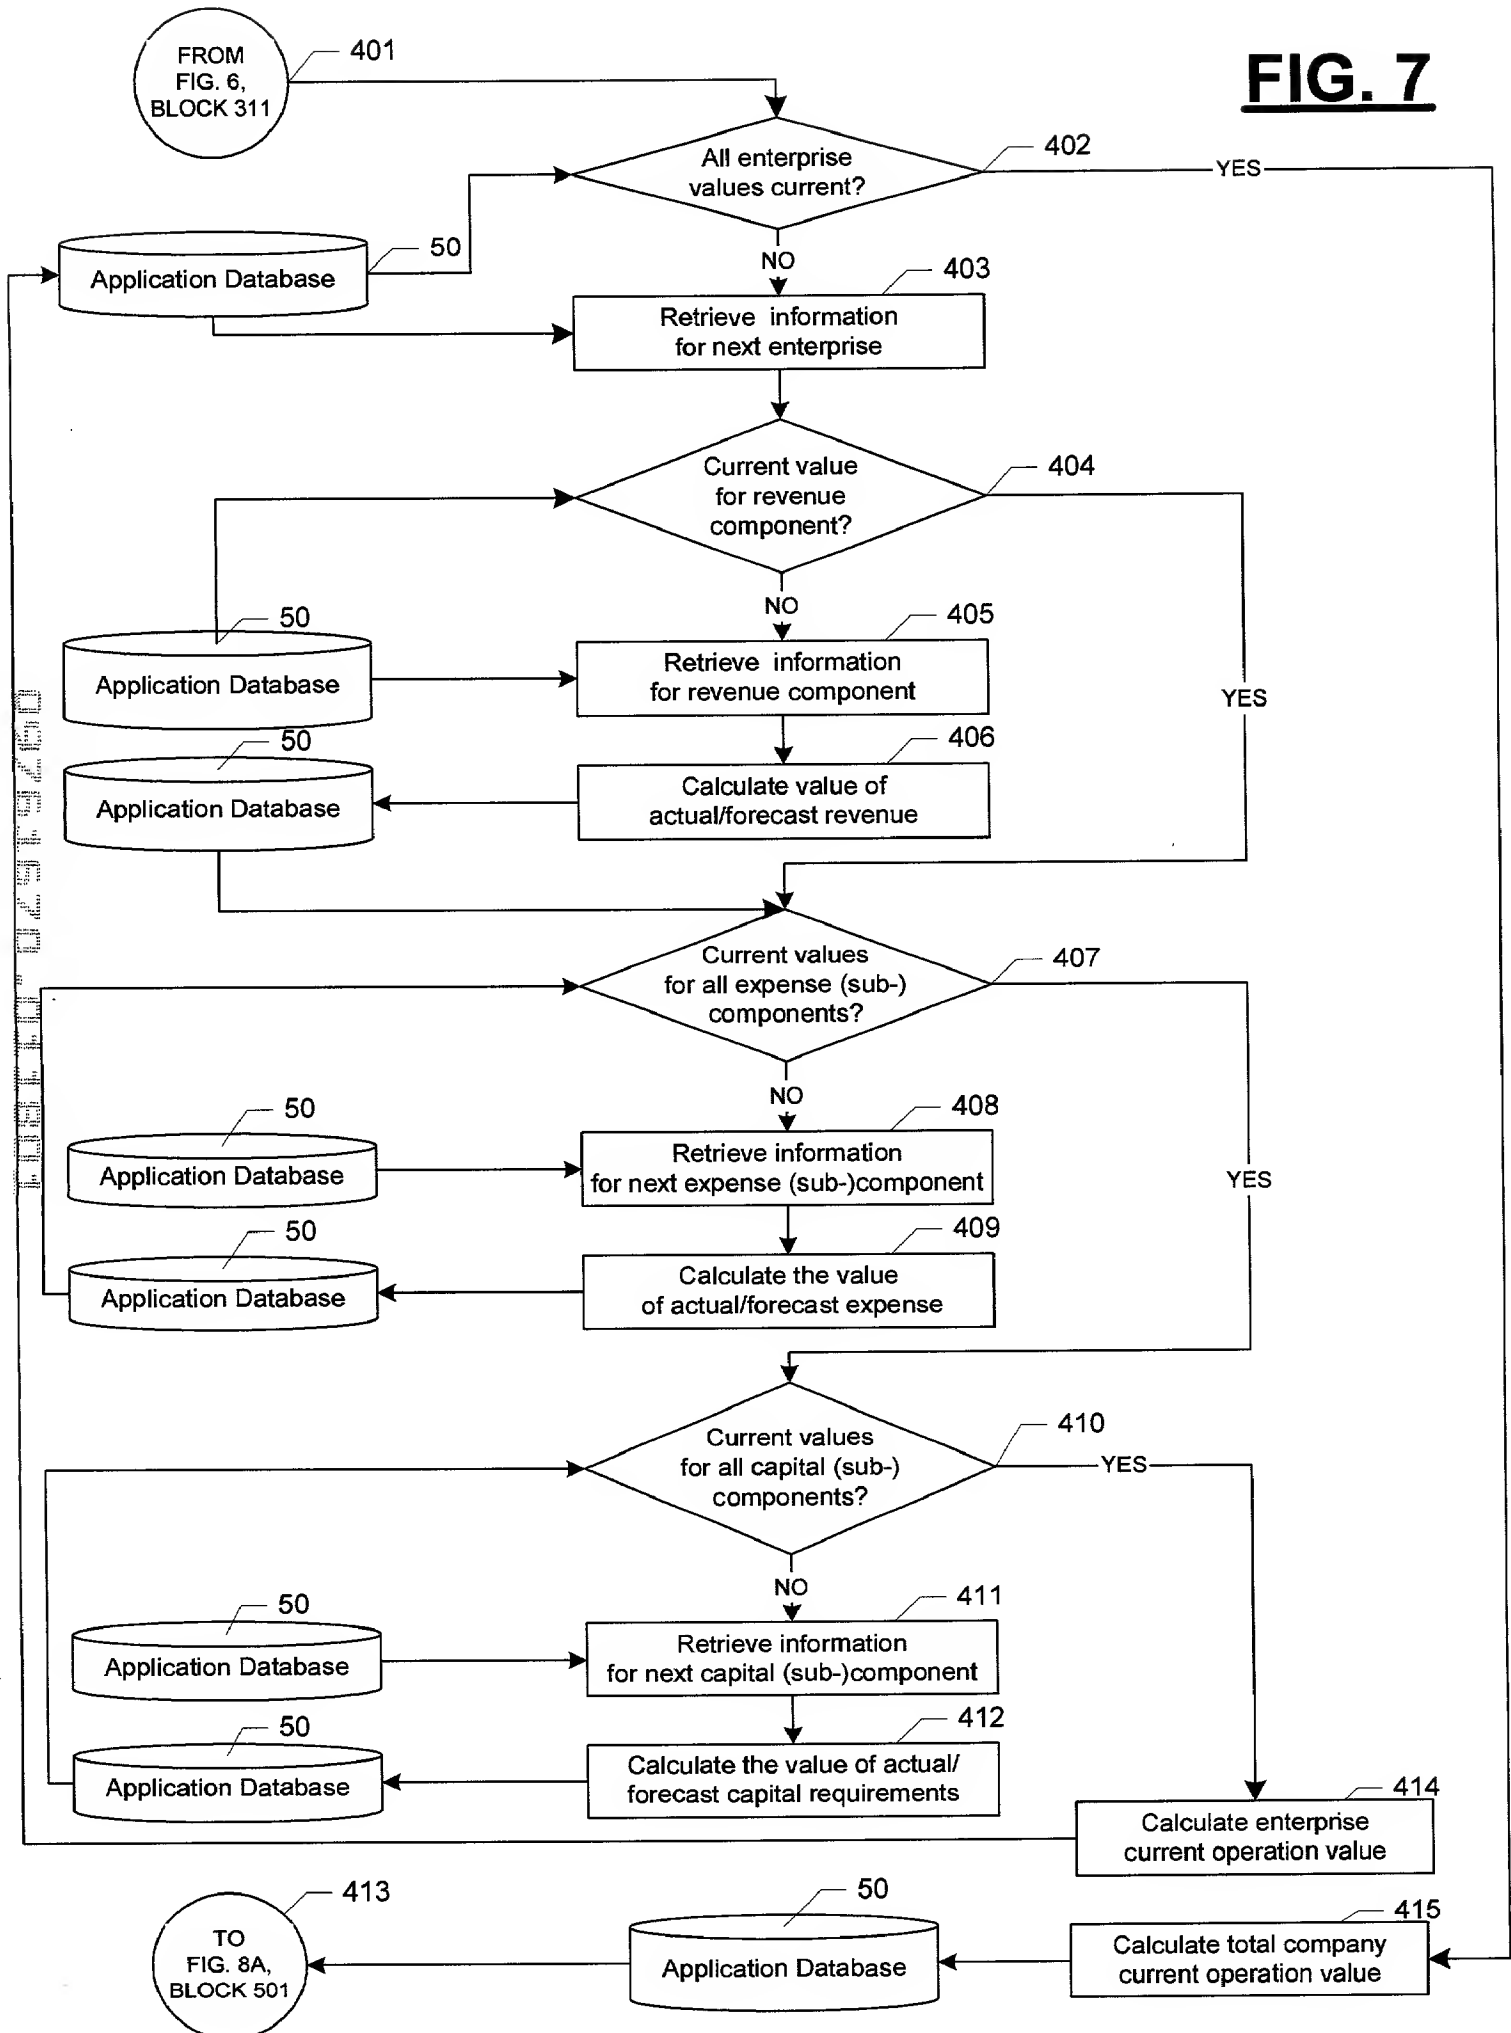 FROM
FIG. 6,
BLOCK 311
401
FIG. 7
All enterprise
values current?
402
YES
50
Application Database
NO
403
Retrieve information
for next enterprise
Current value
for revenue
component?
404
NO
50
405
Application Database
Retrieve information
for revenue component
YES
50
406
Application Database
Calculate value of
actual/forecast revenue
Current values
for all expense (sub-)
components?
407
NO
50
408
Application Database
Retrieve information
for next expense (sub-)component
YES
50
409
Application Database
Calculate the value
of actual/forecast expense
Current values
for all capital (sub-)
components?
410
YES
NO
50
411
Application Database
Retrieve information
for next capital (sub-)component
50
412
Application Database
Calculate the value of actual/
forecast capital requirements
414
Calculate enterprise
current operation value
413
TO
FIG. 8A,
BLOCK 501
50
Application Database
415
Calculate total company
current operation value